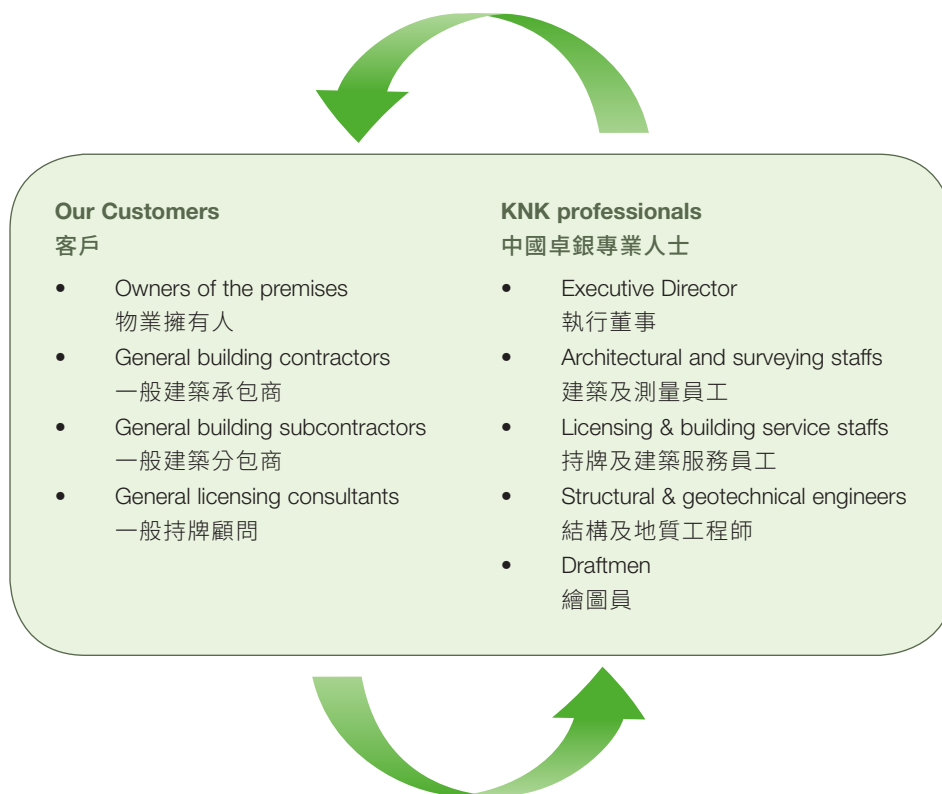 Our Customers
客戶
• Owners of the premises
物業擁有人
• General building contractors
一般建築承包商
• General building subcontractors
一般建築分包商
• General licensing consultants
一般持牌顧問
KNK professionals
中國卓銀專業人士
• Executive Director
執行董事
• Architectural and surveying staffs
建築及測量員工
• Licensing & building service staffs
持牌及建築服務員工
• Structural & geotechnical engineers
結構及地質工程師
• Draftmen
繪圖員